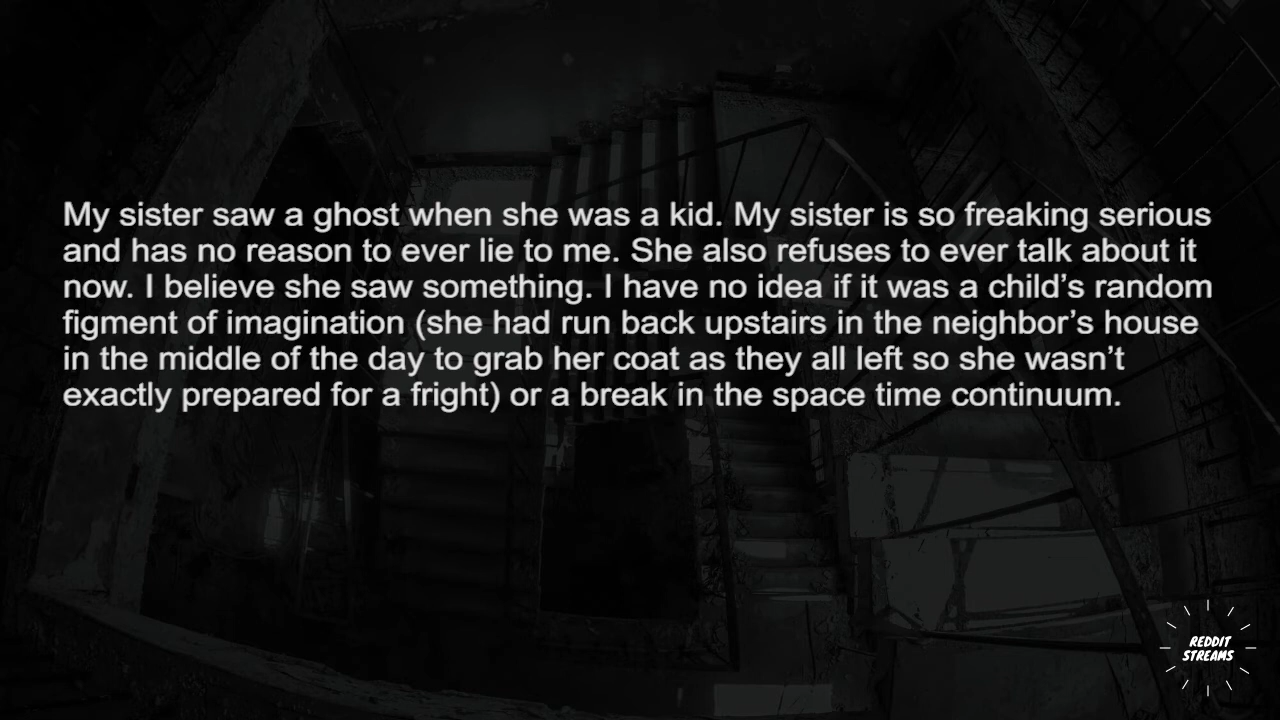 My sister saw a ghost when she was a kid. My sister is so freaking serious
and has no reason to ever lie to me. She also refuses to ever talk about it
now. I believe she saw something. I have no idea if it was a child’s random
figment of imagination (she had run back upstairs in the neighbor’s house
in the middle of the day to grab her coat as they all left so she wasn’t
exactly prepared for a fright) or a break in the space time continuum.
REDDIT
STREAMS